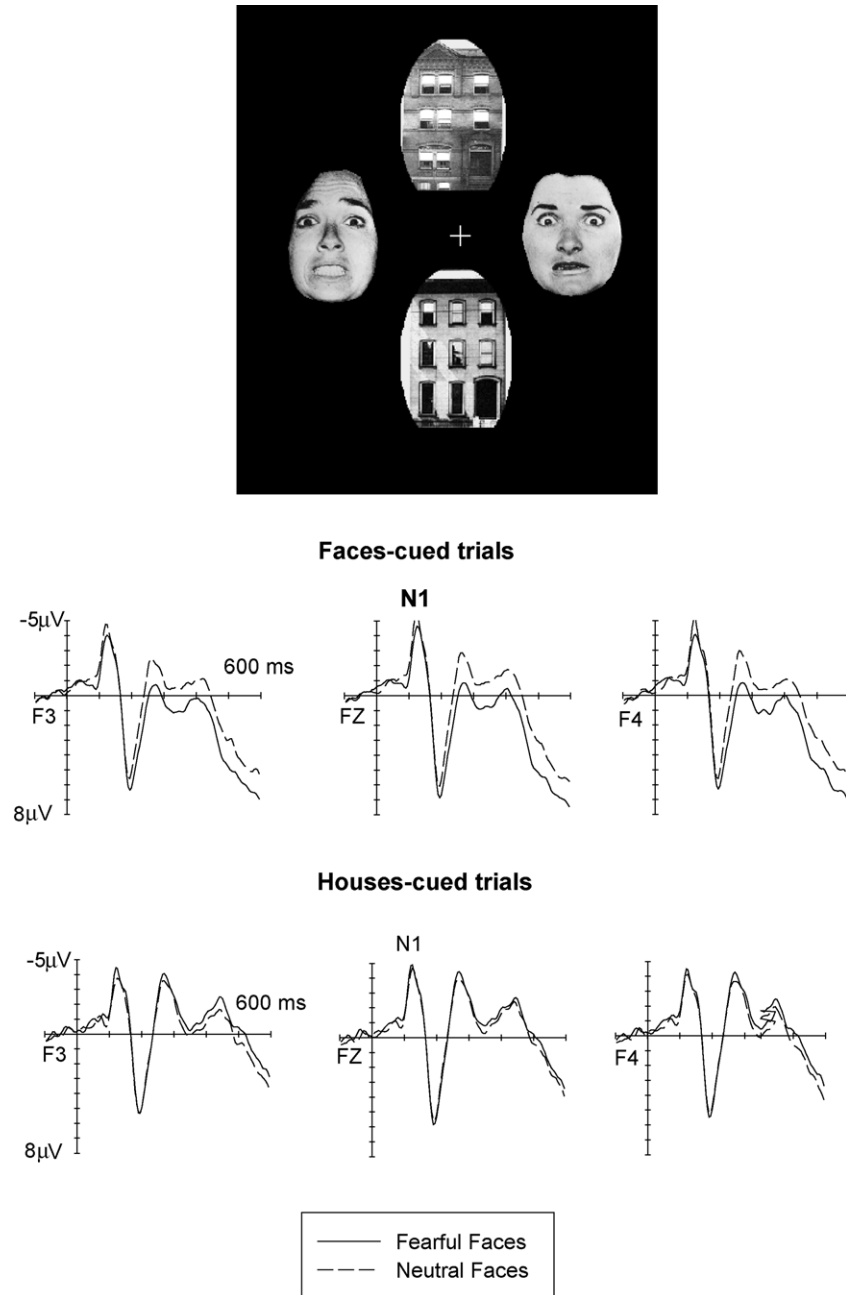 Faces-cued trials
N1
-5µV
600 ms
F3
FZ
F4
8µV
Houses-cued trials
N1
-5µV
600 ms
F3
FZ
F4
8µV
Fearful Faces
Neutral Faces